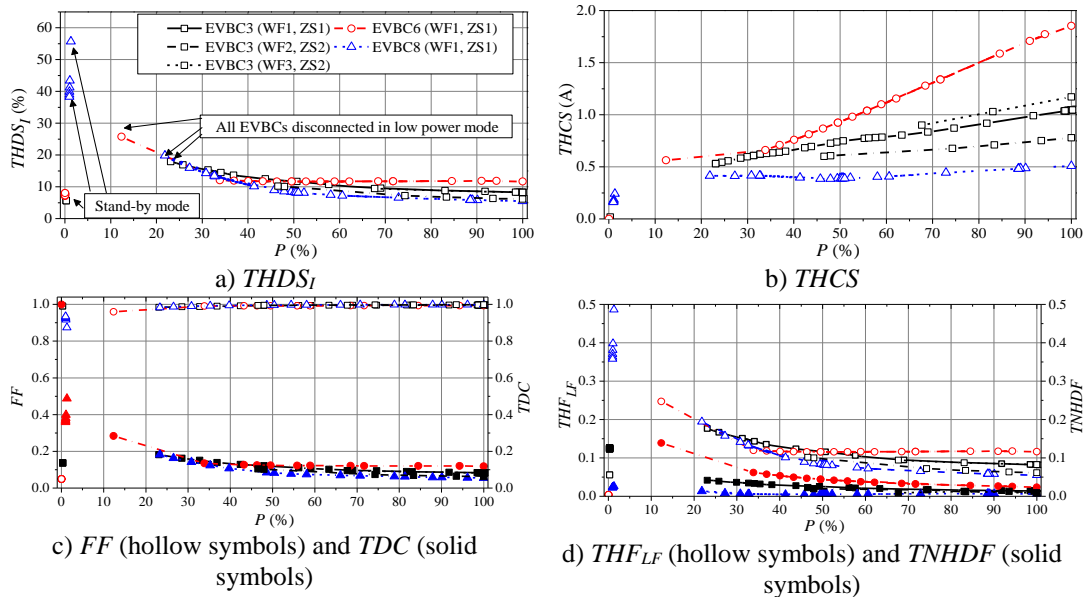 60
50
40
30
20
10
0
THDS_I (%)
EVBC3 (WF1, ZS1)
EVBC6 (WF1, ZS1)
EVBC3 (WF2, ZS2)
EVBC8 (WF1, ZS1)
EVBC3 (WF3, ZS2)
All EVBCs disconnected in low power mode
Stand-by mode
0 10 20 30 40 50 60 70 80 90 100
P (%)
a) THDS_I
2.0
1.5
1.0
0.5
0.0
THCS (A)
0 10 20 30 40 50 60 70 80 90 100
P (%)
b) THCS
1.0
0.8
0.6
0.4
0.2
0.0
FF
1.0
0.8
0.6
0.4
0.2
0.0
TDC
0 10 20 30 40 50 60 70 80 90 100
P (%)
c) FF (hollow symbols) and TDC (solid
symbols)
0.5
0.4
0.3
0.2
0.1
0.0
THF_LF
0.5
0.4
0.3
0.2
0.1
0.0
TNHDF
0 10 20 30 40 50 60 70 80 90 100
P (%)
d) THF_LF (hollow symbols) and TNHDF (solid
symbols)